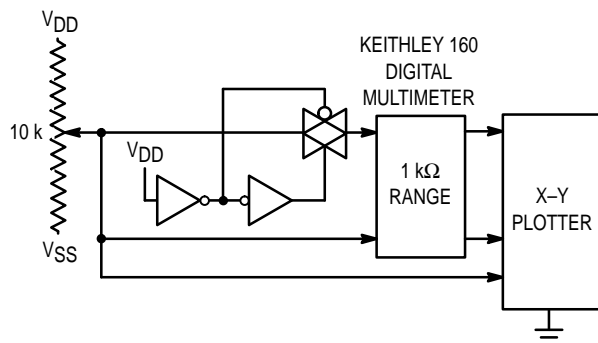 VDD
KEITHLEY 160
DIGITAL
MULTIMETER
10 k
VDD
1 kΩ
RANGE
X–Y
PLOTTER
VSS